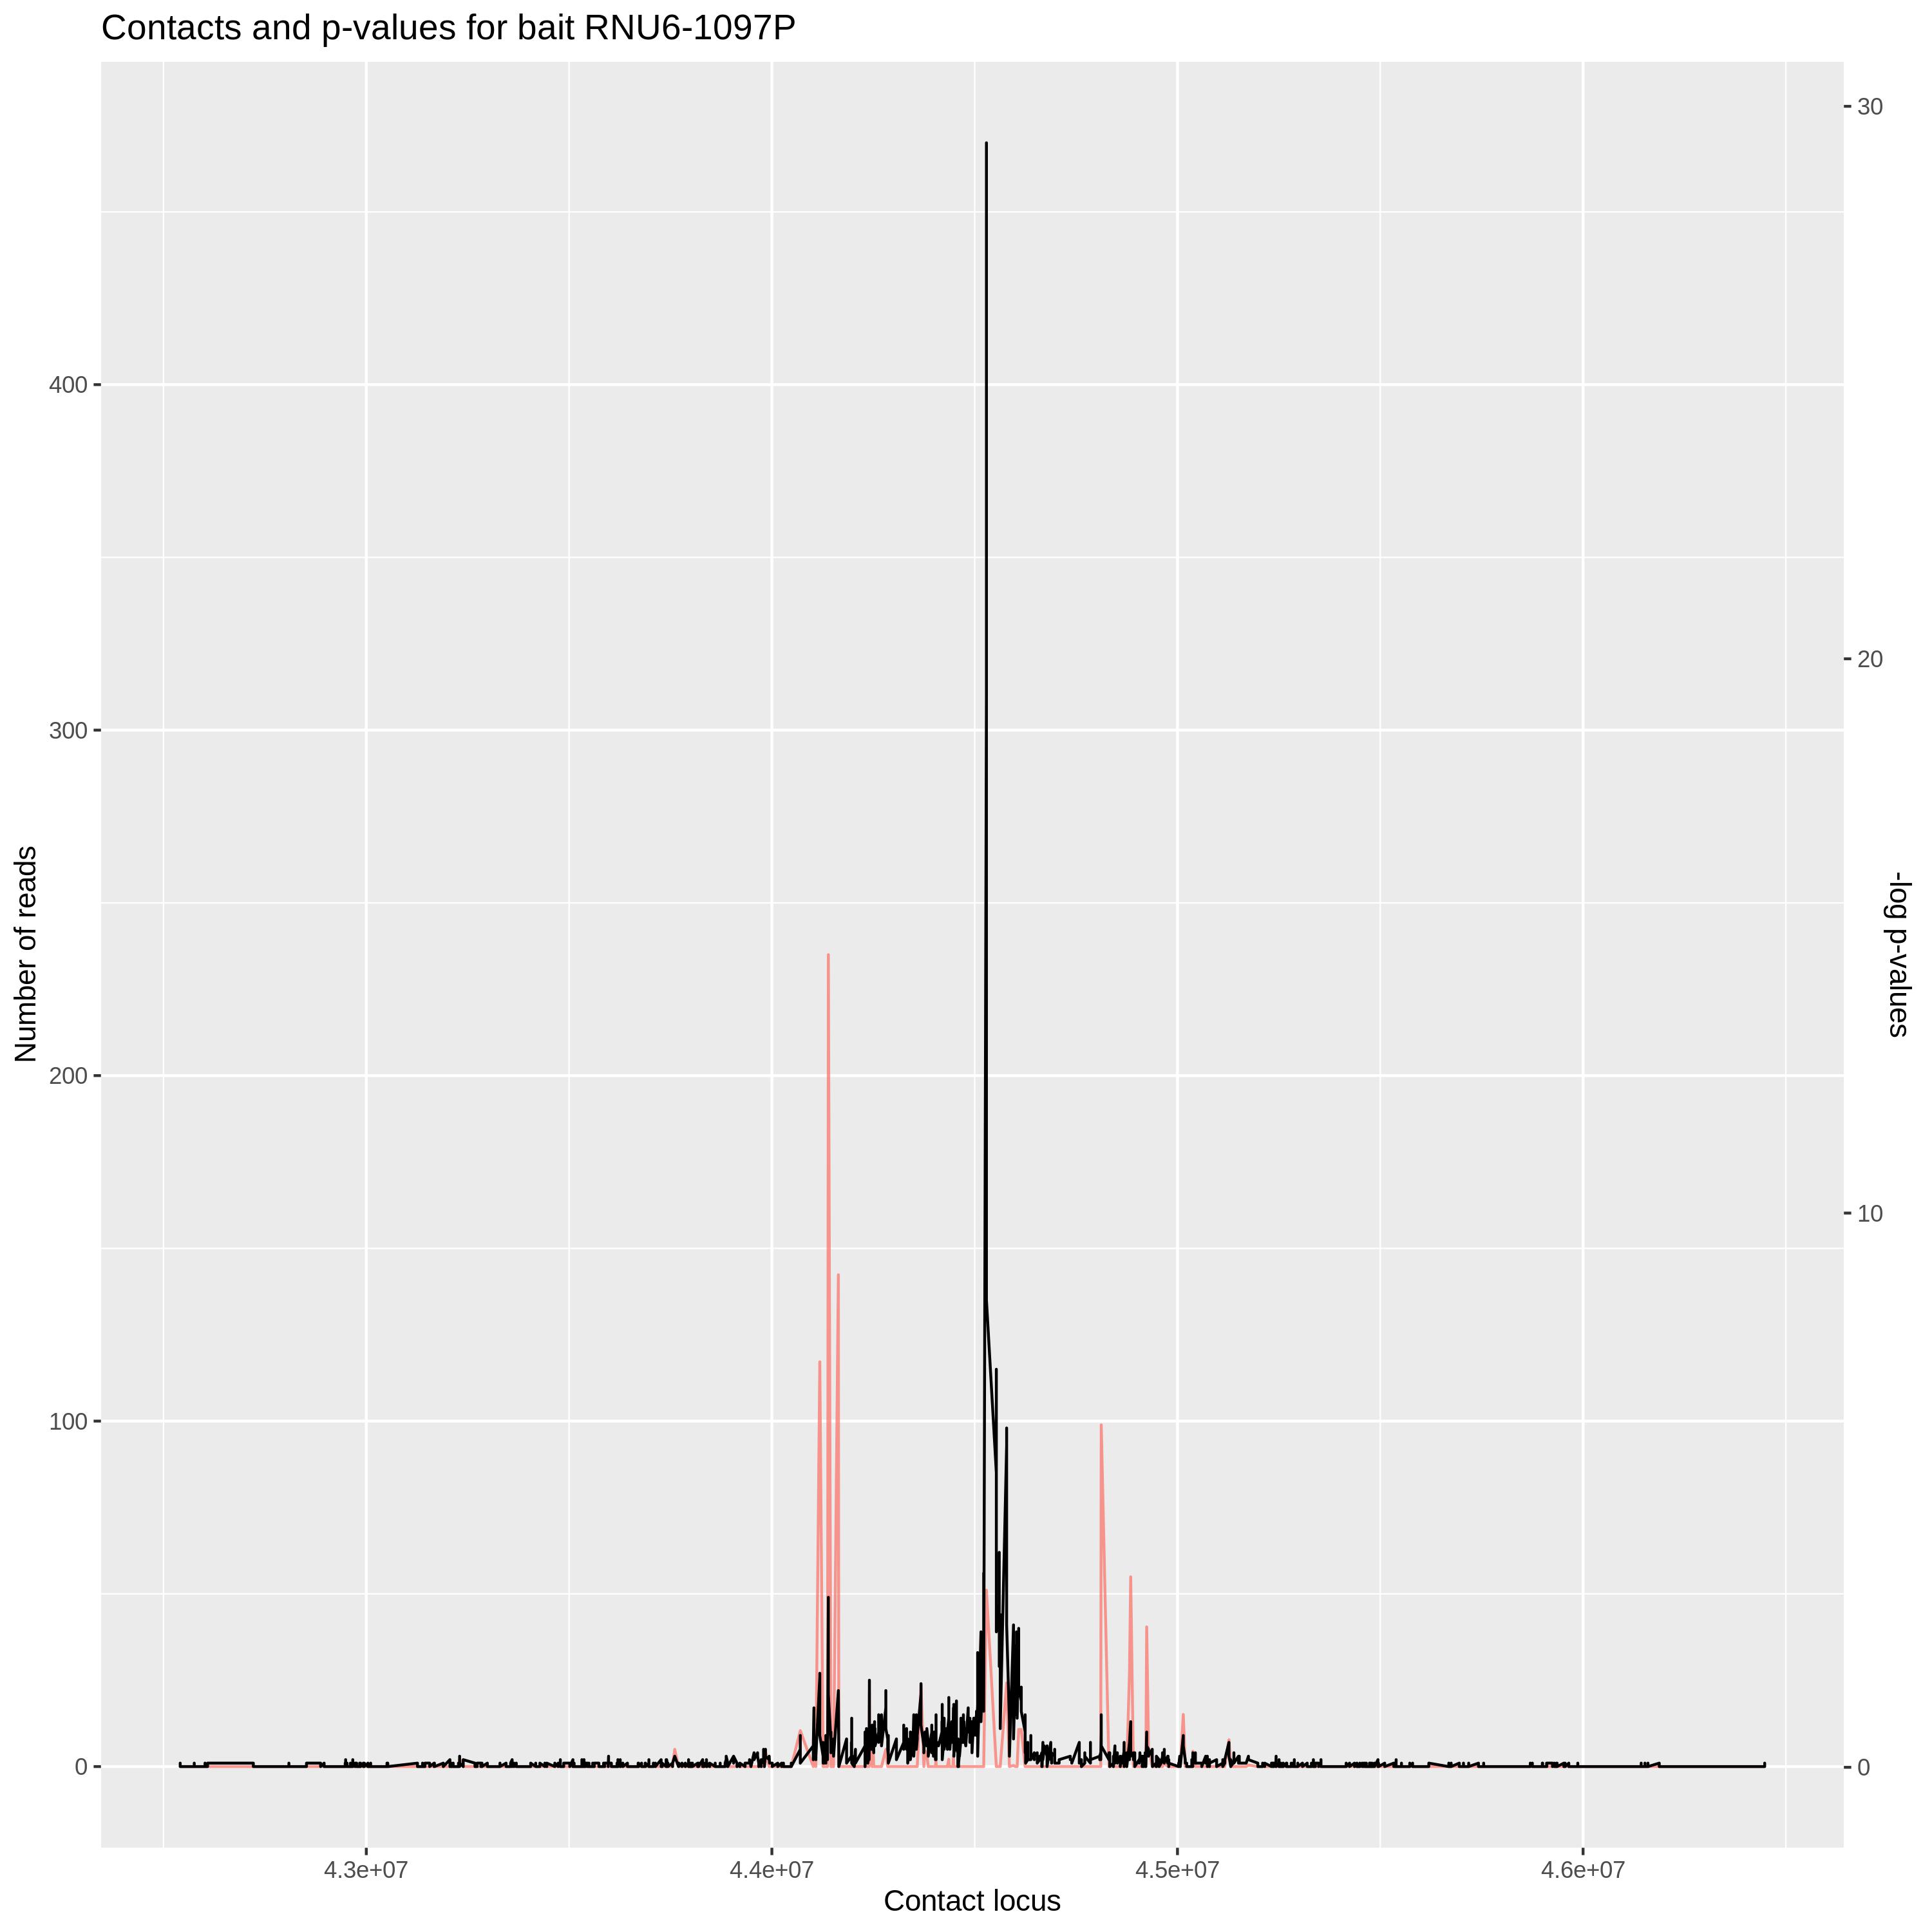 Contacts and p-values for bait RNU6-1097P
Number of reads
400
300
200
100
0
30
20
10
0
-log p-values
4.3e+07
4.4e+07
4.5e+07
4.6e+07
Contact locus